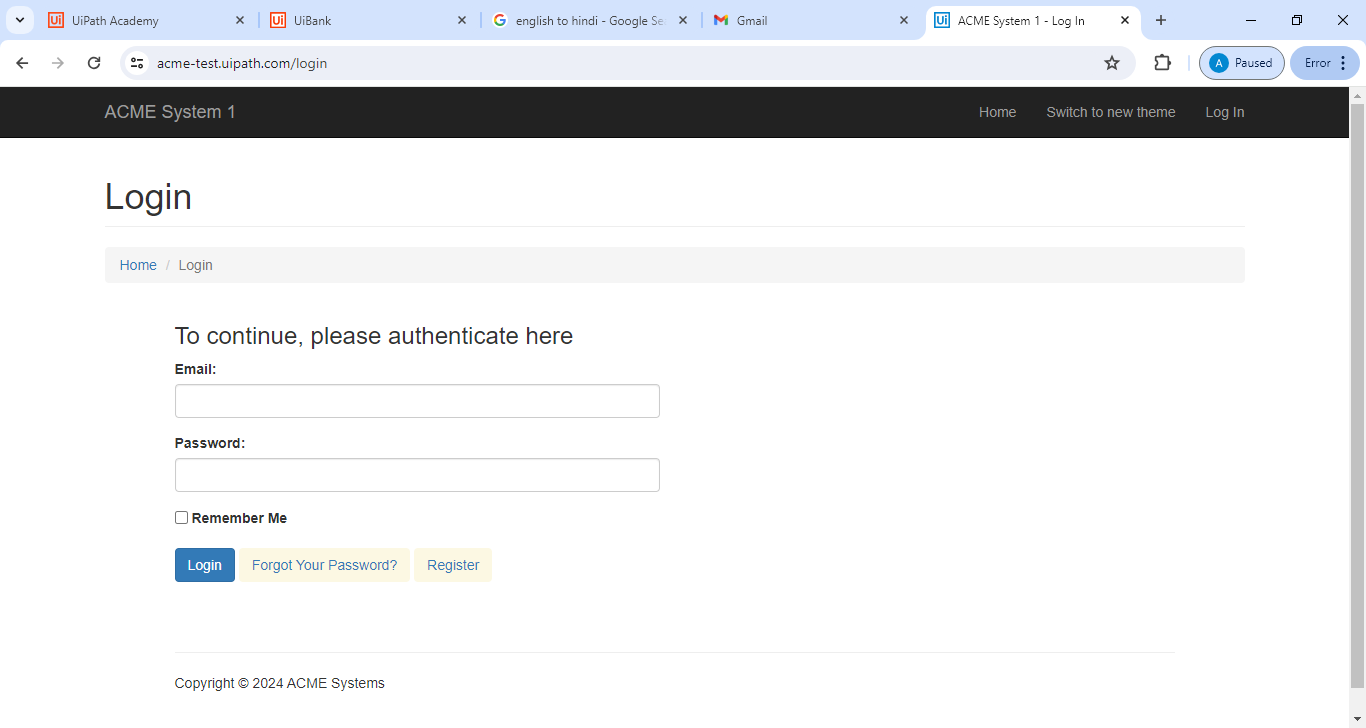 UiPath Academy
UiBank
english to hindi - Google Se
Gmail
ACME System 1 - Log In
acme-test.uipath.com/login
A Paused
Error
ACME System 1 Home Switch to new theme Log In
Login
Home / Login
To continue, please authenticate here
Email:
Password:
Remember Me
Login Forgot Your Password? Register
Copyright © 2024 ACME Systems